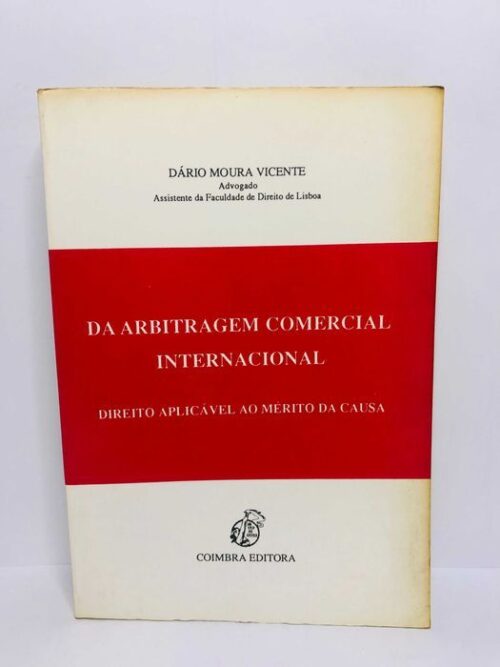 DÁRIO MOURA VICENTE
Advogado
Assistente da Faculdade de Direito de Lisboa
DA ARBITRAGEM COMERCIAL
INTERNACIONAL
DIREITO APLICÁVEL AO MÉRITO DA CAUSA
COIMBRA EDITORA